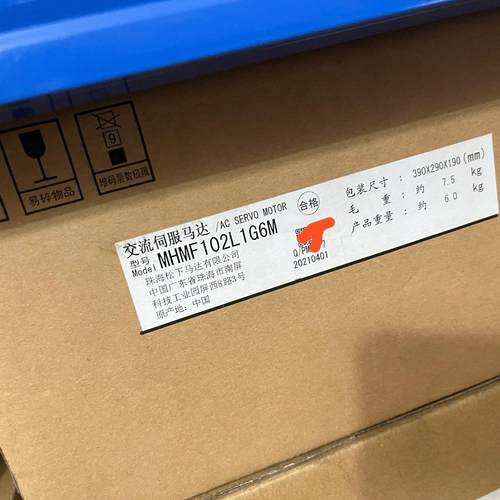 易碎物品
9
堆码层数极限
交流伺服马达 /AC SERVO MOTOR
型号
Model MHMF102L1G6M
合格
珠海松下马达有限公司
中国广东省珠海市南屏
科技工业园屏西8路3号
原产地: 中国
20210401
包装尺寸: 390X290X190(mm)
毛 重: 约 7.5 kg
产品重量: 约 6.0 kg